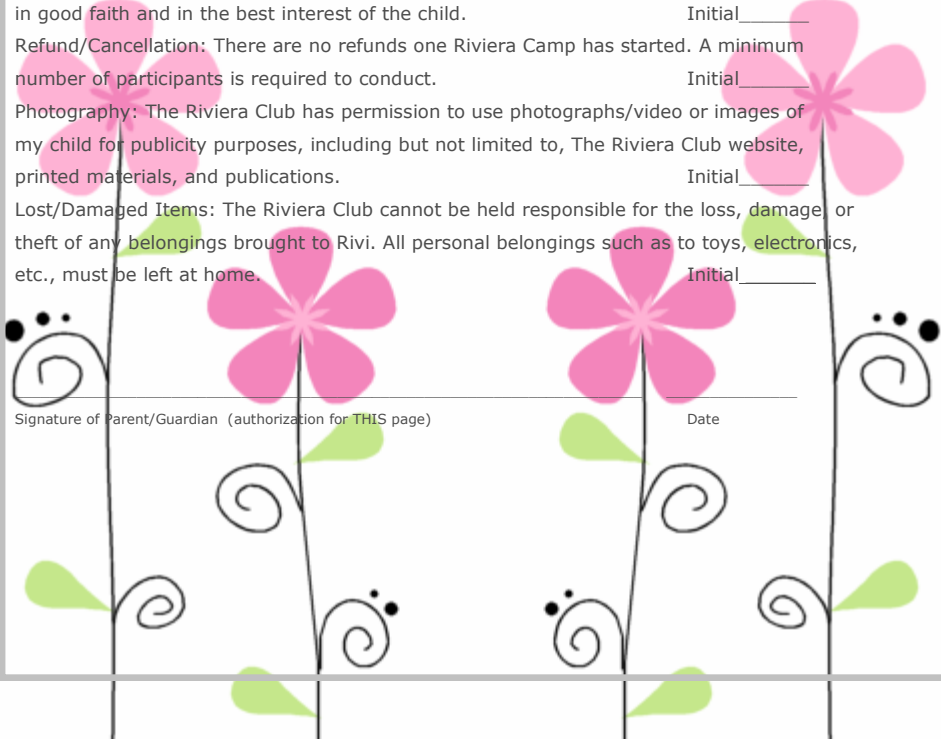 in good faith and in the best interest of the child. Initial_______
Refund/Cancellation: There are no refunds one Riviera Camp has started. A minimum
number of participants is required to conduct. Initial_______
Photography: The Riviera Club has permission to use photographs/video or images of
my child for publicity purposes, including but not limited to, The Riviera Club website,
printed materials, and publications. Initial_______
Lost/Damaged Items: The Riviera Club cannot be held responsible for the loss, damage, or
theft of any belongings brought to Rivi. All personal belongings such as to toys, electronics,
etc., must be left at home. Initial_______
Signature of Parent/Guardian (authorization for THIS page) Date